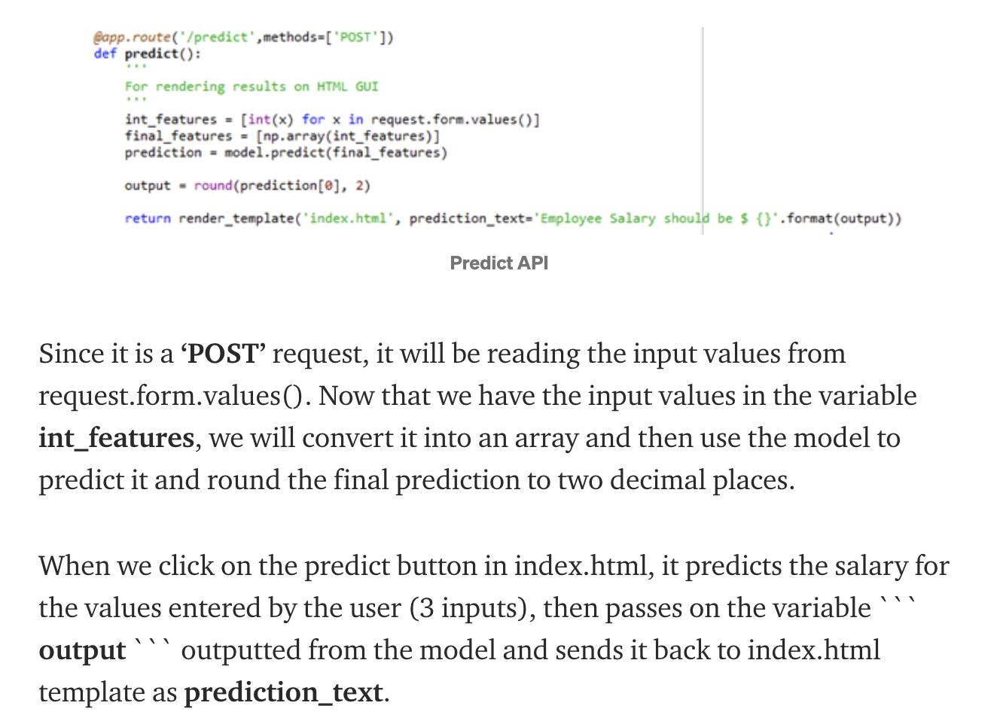 @app.route('/predict',methods=['POST'])
def predict():
    '''
    For rendering results on HTML GUI
    '''
    int_features = [int(x) for x in request.form.values()]
    final_features = [np.array(int_features)]
    prediction = model.predict(final_features)
    output = round(prediction[0], 2)
    return render_template('index.html', prediction_text='Employee Salary should be $ {}'.format(output))
Predict API
Since it is a ‘POST’ request, it will be reading the input values from
request.form.values(). Now that we have the input values in the variable
int_features, we will convert it into an array and then use the model to
predict it and round the final prediction to two decimal places.
When we click on the predict button in index.html, it predicts the salary for
the values entered by the user (3 inputs), then passes on the variable ```
output ``` outputted from the model and sends it back to index.html
template as prediction_text.